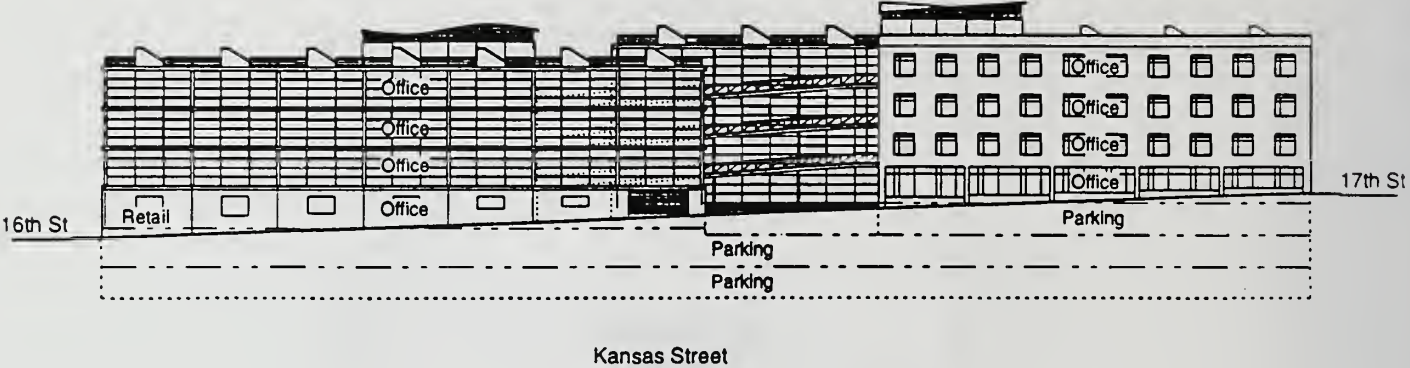 Office Office
Office Office
Office Office
Office
17th St
Retail Office
16th St
Parking
Parking
Parking
Kansas Street